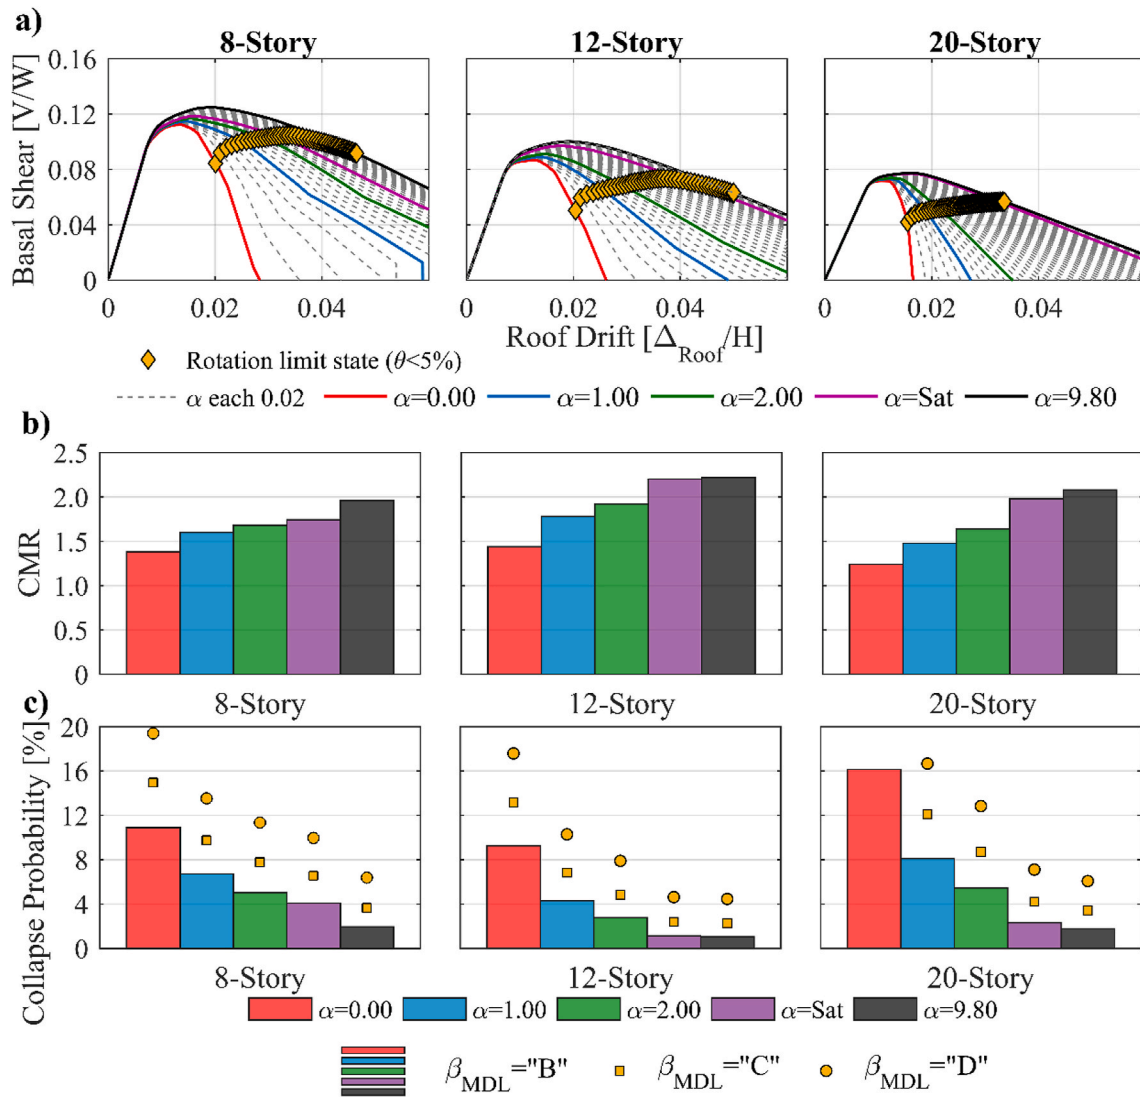 a)
8-Story
12-Story
20-Story
Basal Shear [V/W]
0.16
0.12
0.08
0.04
0
0
0.02
0.04
0
0.02
0.04
0
0.02
0.04
Roof Drift [Δ_Roof/H]
Rotation limit state (θ<5%)
α each 0.02
α=0.00
α=1.00
α=2.00
α=Sat
α=9.80
b)
CMR
2.5
2.0
1.5
1.0
0.5
0
8-Story
12-Story
20-Story
c)
Collapse Probability [%]
20
16
12
8
4
0
8-Story
12-Story
20-Story
α=0.00
α=1.00
α=2.00
α=Sat
α=9.80
β_MDL="B"
β_MDL="C"
β_MDL="D"